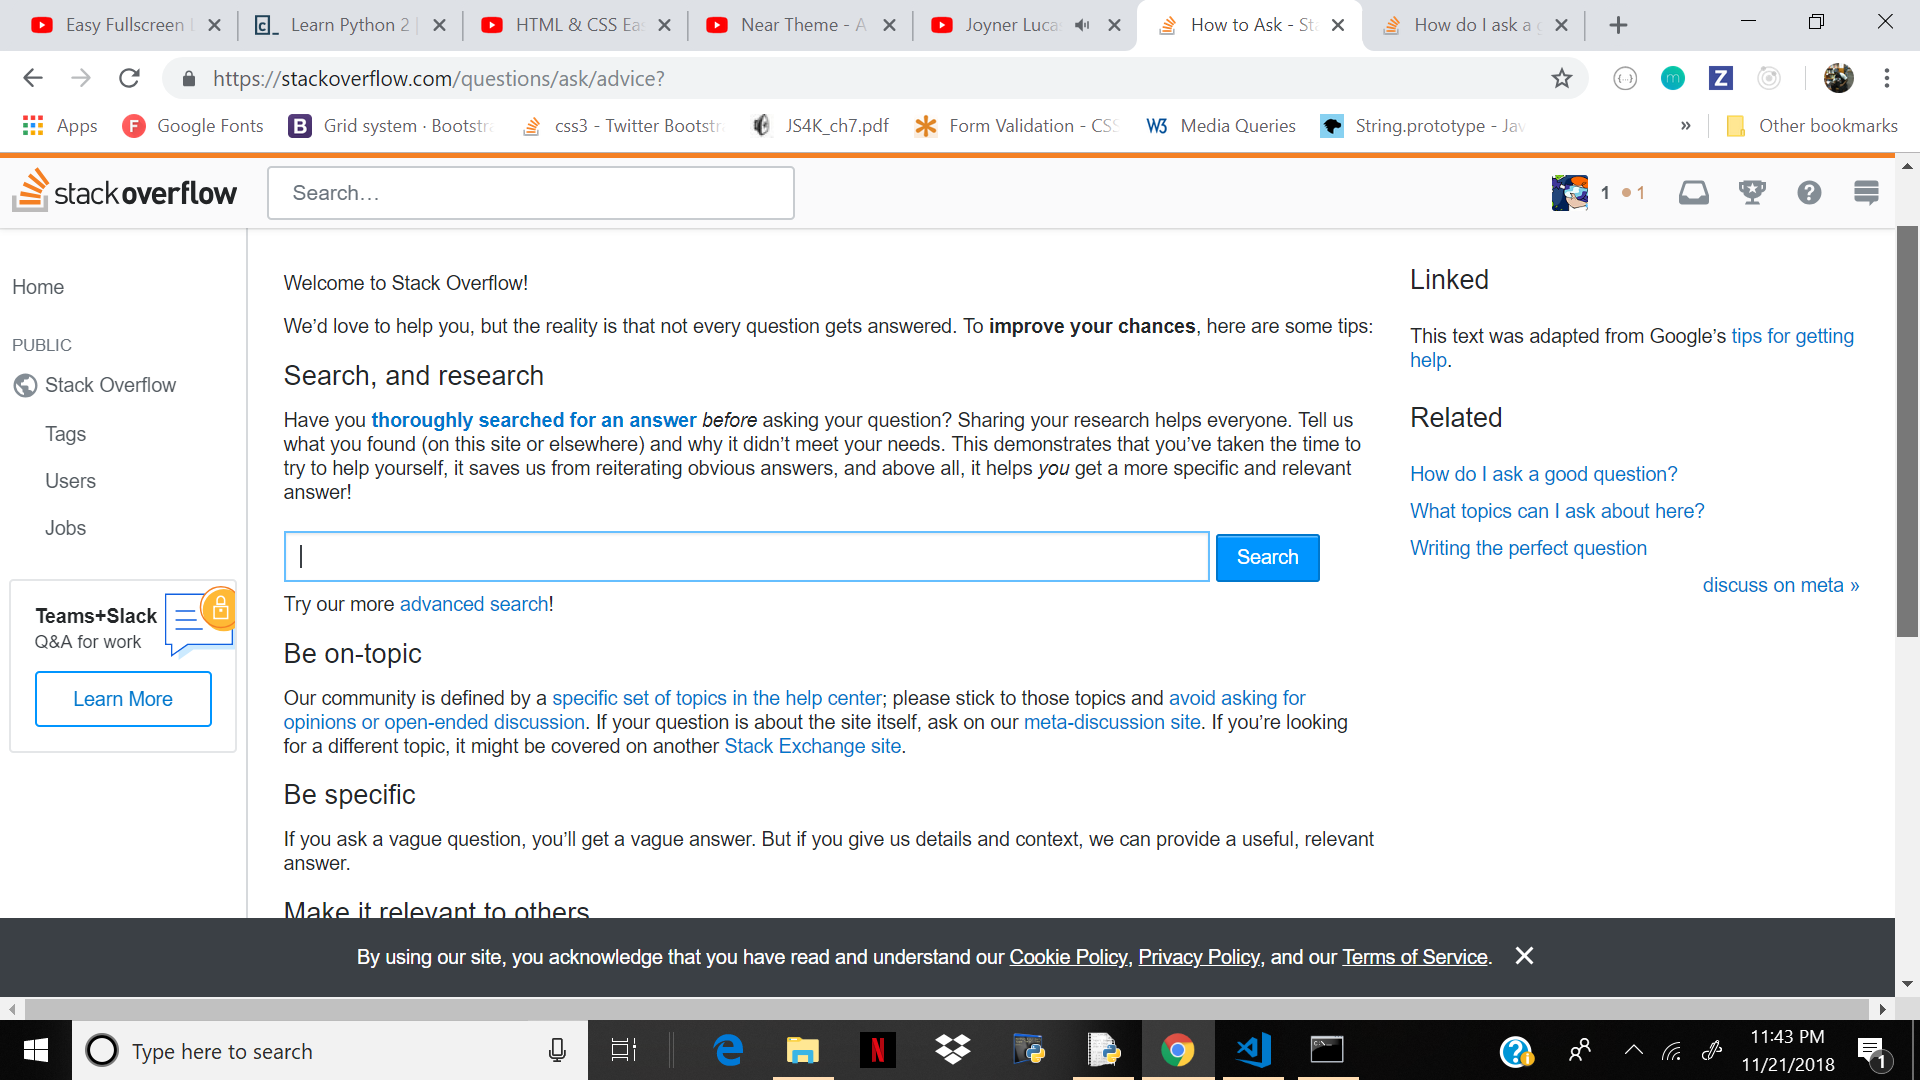 Easy Fullscreen
Learn Python 2
HTML & CSS Eas
Near Theme - A
Joyner Lucas
How to Ask - Sta
How do I ask a g
https://stackoverflow.com/questions/ask/advice?
Apps
Google Fonts
Grid system · Bootstra
css3 - Twitter Bootstr
JS4K_ch7.pdf
Form Validation - CSS
Media Queries
String.prototype - Jav
»
Other bookmarks
stackoverflow
Search...
1 ● 1
Home
PUBLIC
Stack Overflow
Tags
Users
Jobs
Teams+Slack
Q&A for work
Learn More
Welcome to Stack Overflow!
We’d love to help you, but the reality is that not every question gets answered. To improve your chances, here are some tips:
Search, and research
Have you thoroughly searched for an answer before asking your question? Sharing your research helps everyone. Tell us
what you found (on this site or elsewhere) and why it didn’t meet your needs. This demonstrates that you’ve taken the time to
try to help yourself, it saves us from reiterating obvious answers, and above all, it helps you get a more specific and relevant
answer!
Search
Try our more advanced search!
Be on-topic
Our community is defined by a specific set of topics in the help center; please stick to those topics and avoid asking for
opinions or open-ended discussion. If your question is about the site itself, ask on our meta-discussion site. If you’re looking
for a different topic, it might be covered on another Stack Exchange site.
Be specific
If you ask a vague question, you’ll get a vague answer. But if you give us details and context, we can provide a useful, relevant
answer.
Make it relevant to others
Linked
This text was adapted from Google’s tips for getting
help.
Related
How do I ask a good question?
What topics can I ask about here?
Writing the perfect question
discuss on meta »
By using our site, you acknowledge that you have read and understand our Cookie Policy, Privacy Policy, and our Terms of Service.
Type here to search
11:43 PM
11/21/2018
1